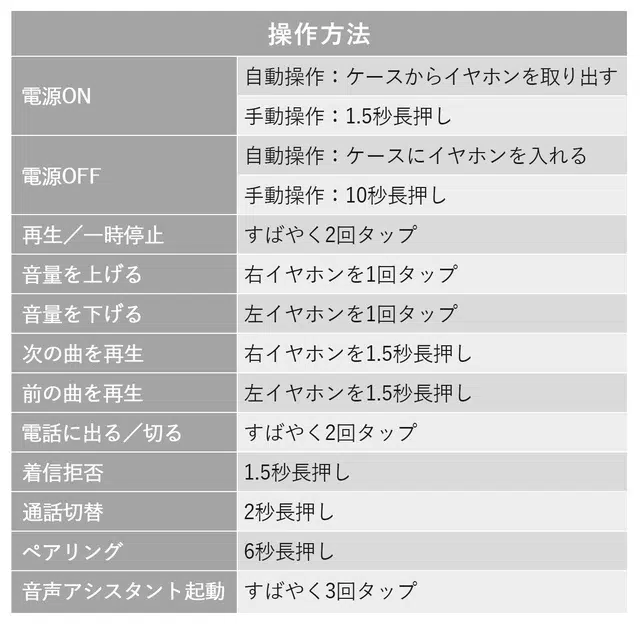 操作方法
電源ON
自動操作：ケースからイヤホンを取り出す
手動操作：1.5秒長押し
電源OFF
自動操作：ケースにイヤホンを入れる
手動操作：10秒長押し
再生／一時停止
すばやく2回タップ
音量を上げる
右イヤホンを1回タップ
音量を下げる
左イヤホンを1回タップ
次の曲を再生
右イヤホンを1.5秒長押し
前の曲を再生
左イヤホンを1.5秒長押し
電話に出る／切る
すばやく2回タップ
着信拒否
1.5秒長押し
通話切替
2秒長押し
ペアリング
6秒長押し
音声アシスタント起動
すばやく3回タップ